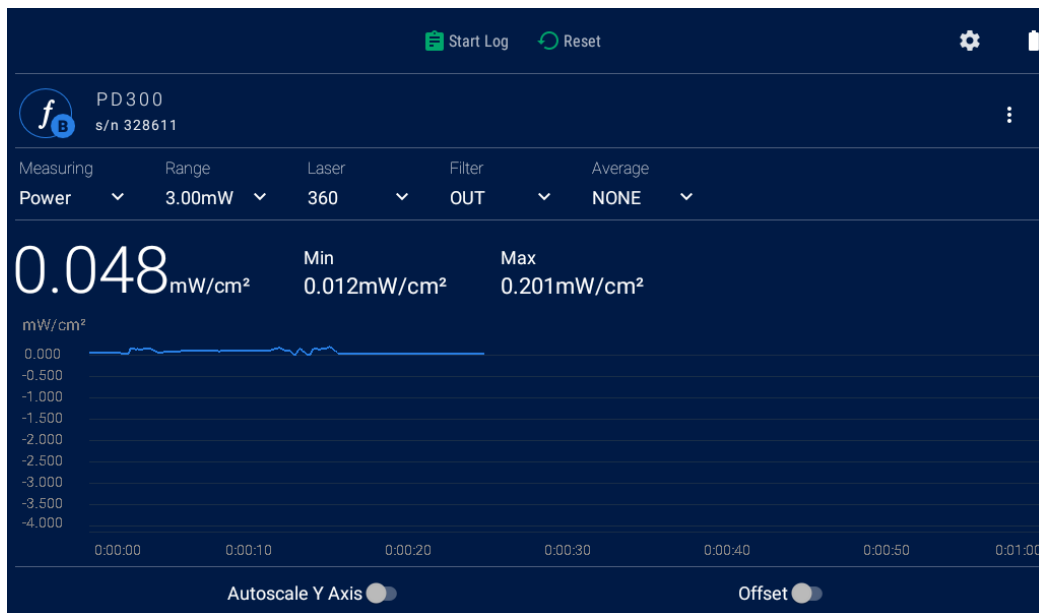 Start Log Reset
PD300
f B s/n 328611
Measuring Range Laser Filter Average
Power 3.00mW 360 OUT NONE
0.048mW/cm² Min Max
0.012mW/cm² 0.201mW/cm²
mW/cm²
0.000
-0.500
-1.000
-1.500
-2.000
-2.500
-3.000
-3.500
-4.000
0:00:00 0:00:10 0:00:20 0:00:30 0:00:40 0:00:50 0:01:00
Autoscale Y Axis Offset